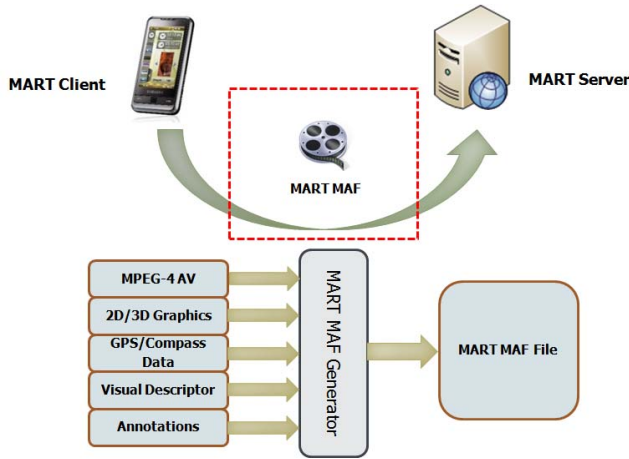 MART Client
MART Server
MART MAF
MPEG-4 AV
2D/3D Graphics
GPS/Compass
Data
Visual Descriptor
Annotations
MART MAF Generator
MART MAF File